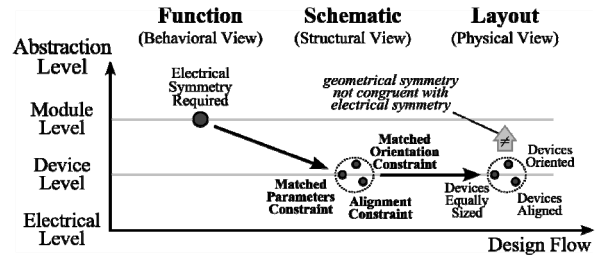 Function
(Behavioral View)
Schematic
(Structural View)
Layout
(Physical View)
Abstraction
Level
Module
Level
Device
Level
Electrical
Level
Electrical
Symmetry
Required
geometrical symmetry
not congruent with
electrical symmetry
≠
Matched
Orientation
Constraint
Matched
Parameters
Constraint
Alignment
Constraint
Devices
Oriented
Devices
Equally
Sized
Devices
Aligned
Design Flow